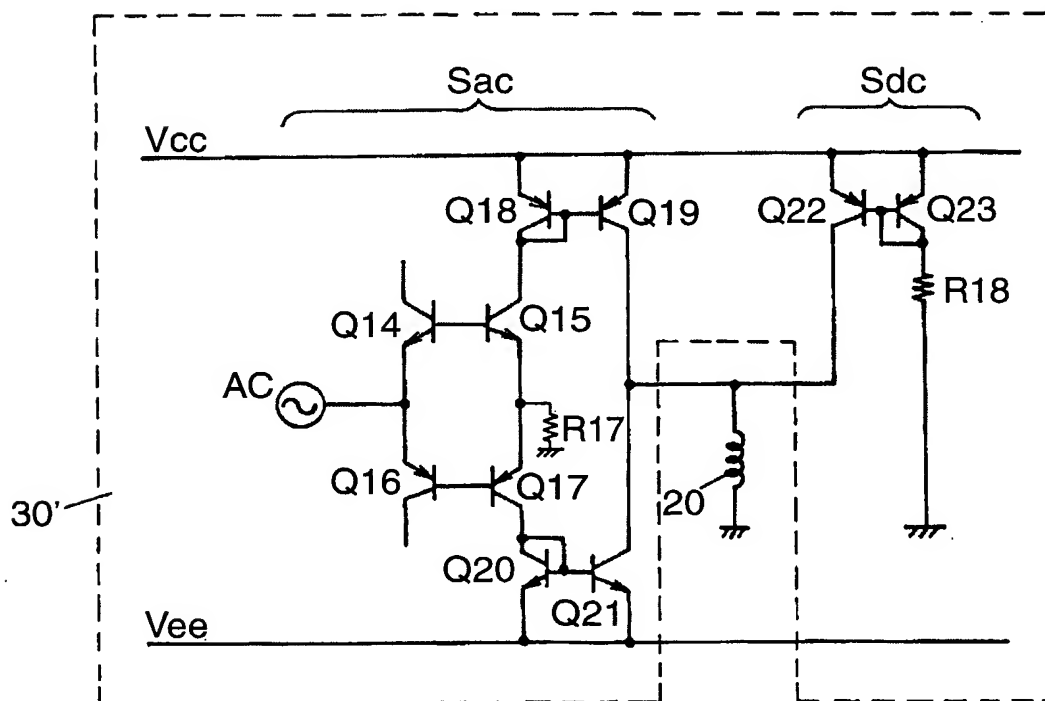 Sac
Sdc
Vcc
Q18
Q19
Q22
Q23
R18
Q14
Q15
AC
R17
Q16
Q17
20
30'
Q20
Q21
Vee